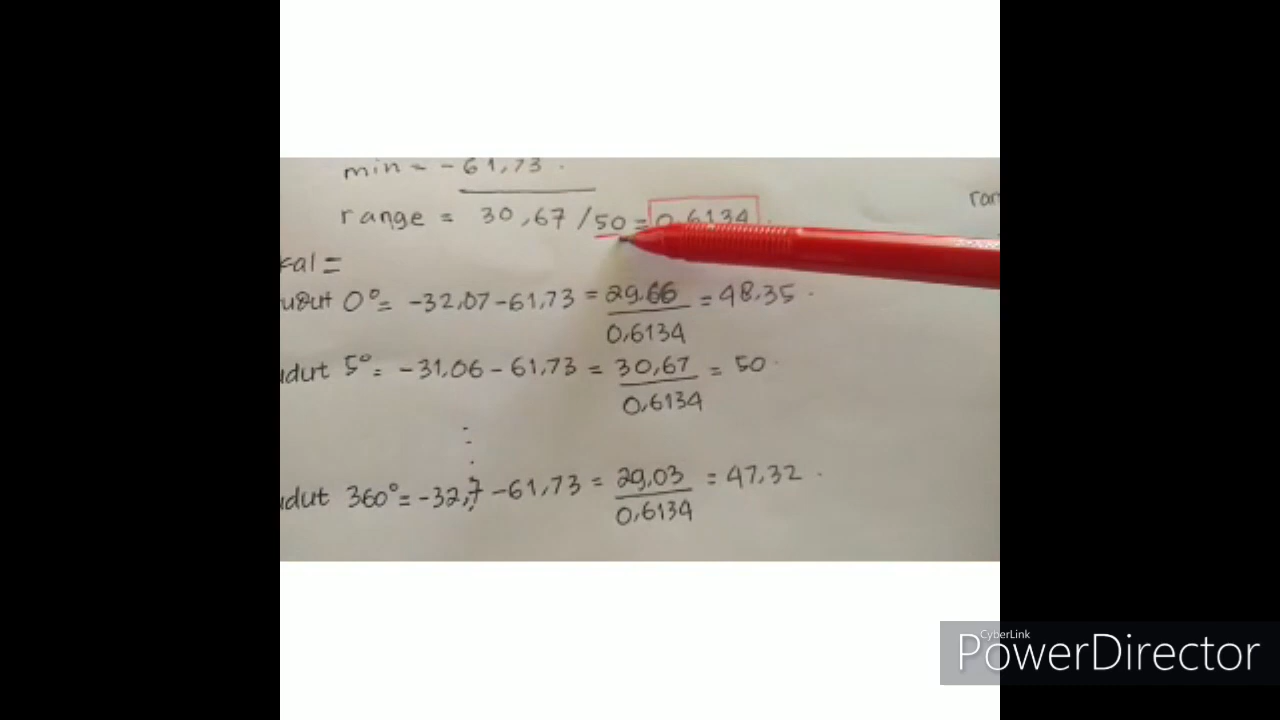 min = - 61,73 .
range = 30,67 / 50 = 0,6134 .
ran
kal =
udut 0° = -32,07 - 61,73 = 29,66 / 0,6134 = 48,35 .
udut 5° = -31,06 - 61,73 = 30,67 / 0,6134 = 50 .
⋮
udut 360° = -32,7 - 61,73 = 29,03 / 0,6134 = 47,32 .
CyberLink
PowerDirector